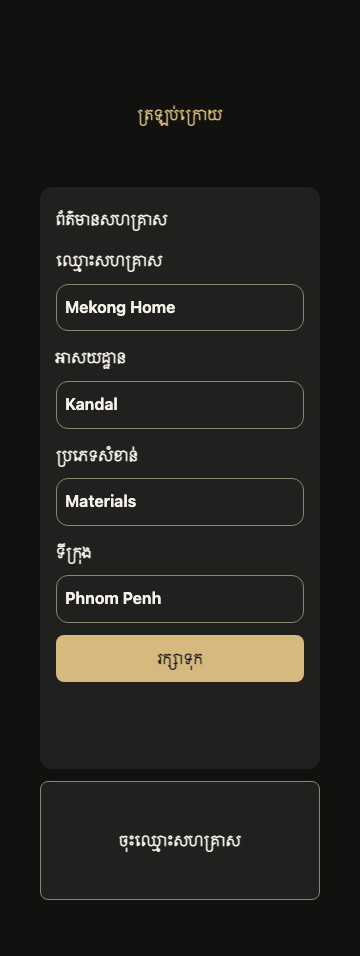 ត្រឡប់ក្រោយ
ព័ត៌មានសហគ្រាស
ឈ្មោះសហគ្រាស
Mekong Home
អាសយដ្ឋាន
Kandal
ប្រភេទសំខាន់
Materials
ទីក្រុង
Phnom Penh
រក្សាទុក
ចុះឈ្មោះសហគ្រាស